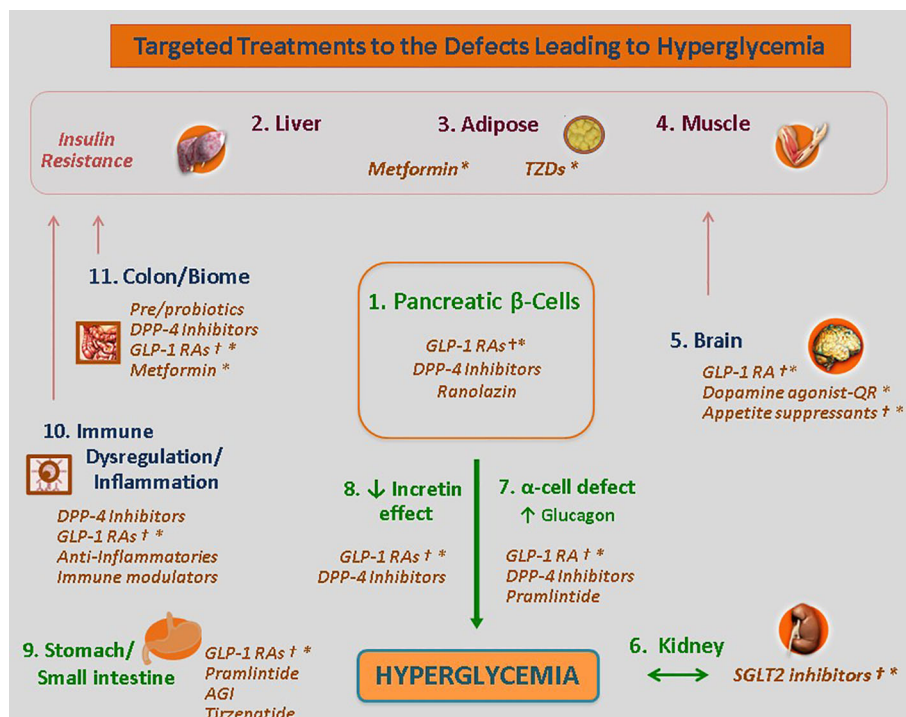 Targeted Treatments to the Defects Leading to Hyperglycemia
Insulin
Resistance
2. Liver
3. Adipose
4. Muscle
Metformin *
TZDs *
11. Colon/Biome
Pre/probiotics
DPP-4 Inhibitors
GLP-1 RAs † *
Metformin *
1. Pancreatic β-Cells
GLP-1 RAs†*
DPP-4 Inhibitors
Ranolazin
5. Brain
GLP-1 RA †*
Dopamine agonist-QR *
Appetite suppressants † *
10. Immune
Dysregulation/
Inflammation
DPP-4 Inhibitors
GLP-1 RAs † *
Anti-Inflammatories
Immune modulators
8. ↓ Incretin
effect
GLP-1 RAs † *
DPP-4 Inhibitors
7. α-cell defect
↑ Glucagon
GLP-1 RA † *
DPP-4 Inhibitors
Pramlintide
9. Stomach/
Small intestine
GLP-1 RAs † *
Pramlintide
AGI
Tirzepatide
HYPERGLYCEMIA
6. Kidney
SGLT2 inhibitors † *